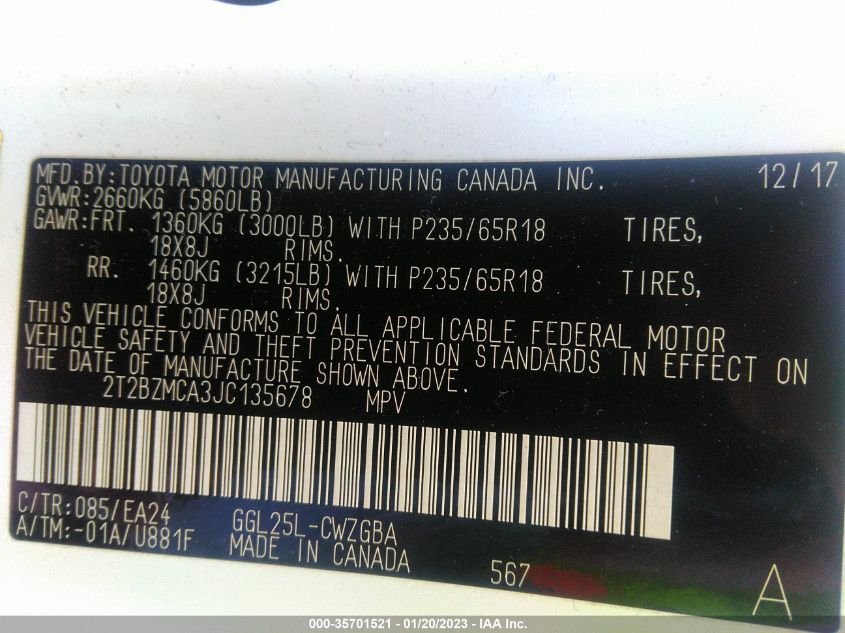 MFD.BY:TOYOTA MOTOR MANUFACTURING CANADA INC. 12/17
GVWR:2660KG (5860LB)
GAWR:FRT. 1360KG (3000LB) WITH P235/65R18 TIRES,
18X8J RIMS.
RR. 1460KG (3215LB) WITH P235/65R18 TIRES,
18X8J RIMS.
THIS VEHICLE CONFORMS TO ALL APPLICABLE FEDERAL MOTOR
VEHICLE SAFETY AND THEFT PREVENTION STANDARDS IN EFFECT ON
THE DATE OF MANUFACTURE SHOWN ABOVE.
2T2BZMCA3JC135678 MPV
C/TR:085/EA24 GGL25L-CWZGBA
A/TM:-01A/U881F MADE IN CANADA 567 A
000-35701521 - 01/20/2023 - IAA Inc.